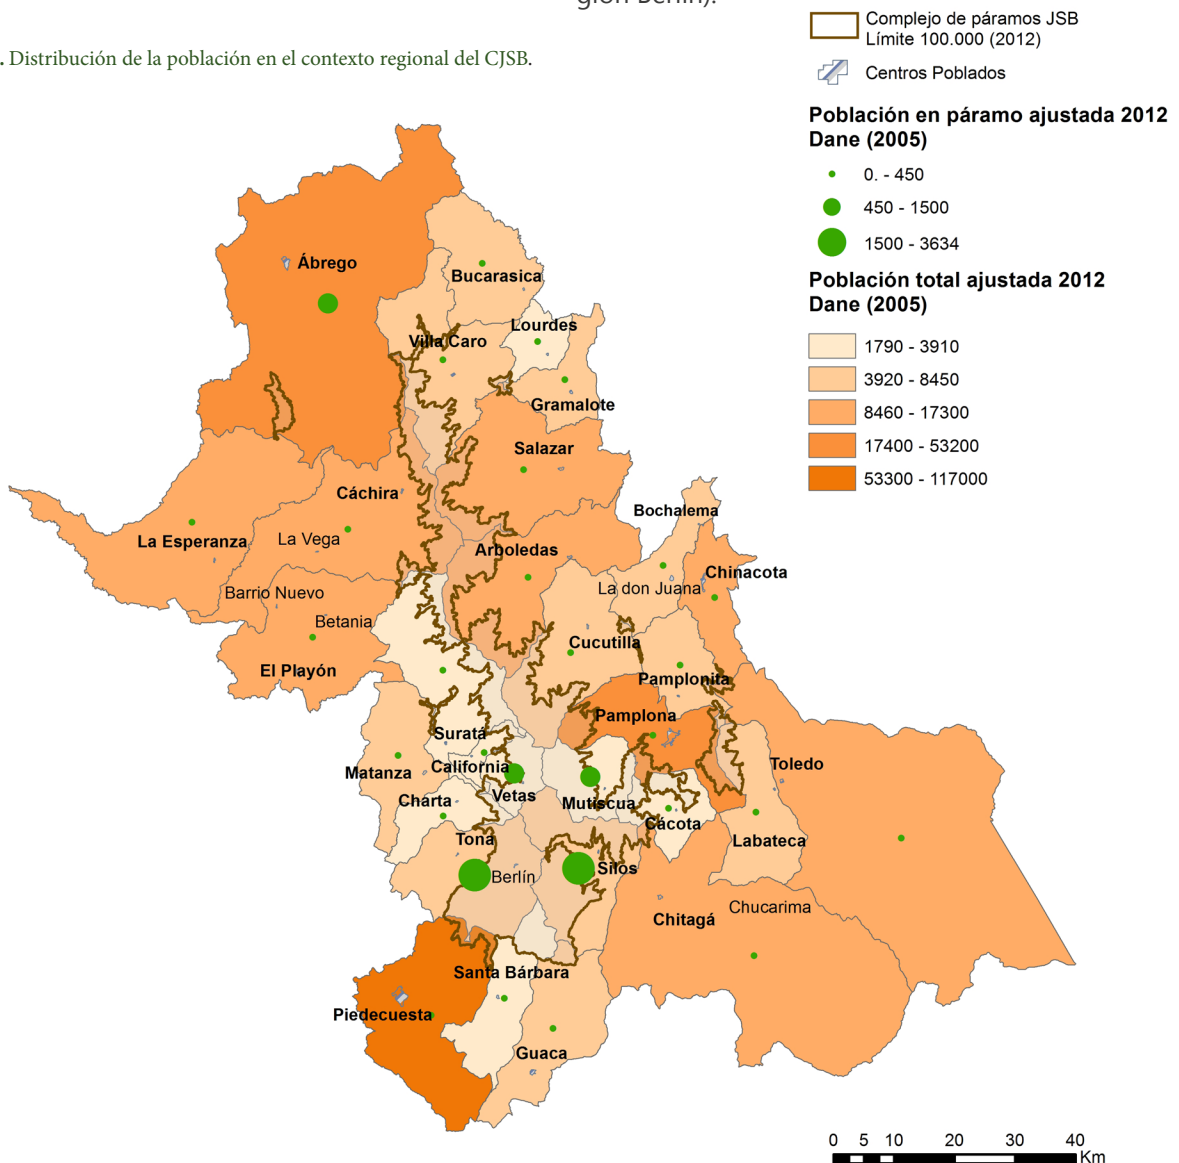 gión Berlín).
. Distribución de la población en el contexto regional del CJSB.
Complejo de páramos JSB
Límite 100.000 (2012)
Centros Poblados
Población en páramo ajustada 2012
Dane (2005)
0. - 450
450 - 1500
1500 - 3634
Población total ajustada 2012
Dane (2005)
1790 - 3910
3920 - 8450
8460 - 17300
17400 - 53200
53300 - 117000
Ábrego
Bucarasica
Lourdes
Villa Caro
Gramalote
Salazar
Cáchira
Bochalema
La Vega
La Esperanza
Arboledas
Chinacota
La don Juana
Barrio Nuevo
Betania
Cucutilla
El Playón
Pamplonita
Pamplona
Suratá
Toledo
California
Matanza
Vetas
Charta
Mutiscua
Cácota
Tona
Labateca
Silos
Berlín
Chucarima
Chitagá
Santa Bárbara
Piedecuesta
Guaca
0 5 10 20 30 40
Km